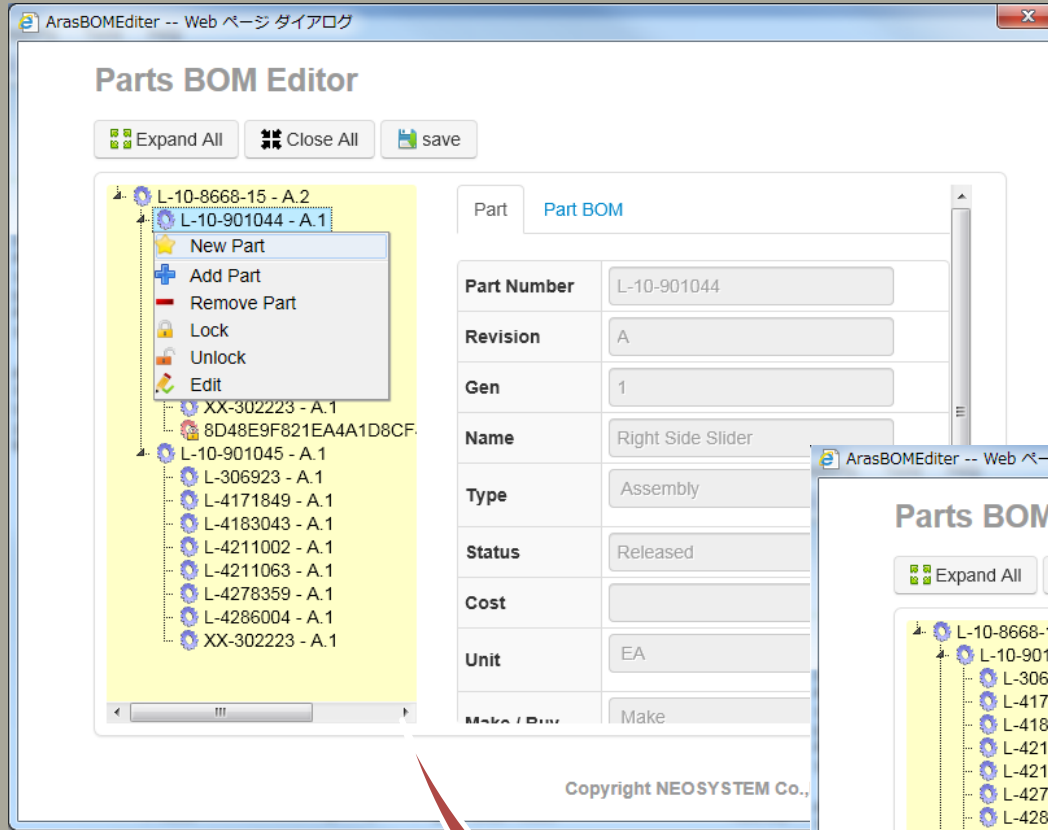 ArasBOMEditer -- Web ページ ダイアログ
Parts BOM Editor
Expand All Close All save
L-10-8668-15 - A.2
L-10-901044 - A.1
New Part
Add Part
Remove Part
Lock
Unlock
Edit
XX-302223 - A.1
8D48E9F821EA4A1D8CF
L-10-901045 - A.1
L-306923 - A.1
L-4171849 - A.1
L-4183043 - A.1
L-4211002 - A.1
L-4211063 - A.1
L-4278359 - A.1
L-4286004 - A.1
XX-302223 - A.1
Part Part BOM
Part Number L-10-901044
Revision A
Gen 1
Name Right Side Slider
Type Assembly
Status Released
Cost
Unit EA
Make / Buy Make
Copyright NEOSYSTEM Co.,
ArasBOMEditer -- Web ペー
Parts BOM
Expand All
L-10-8668-
L-10-901
L-306
L-417
L-418
L-421
L-421
L-427
L-428